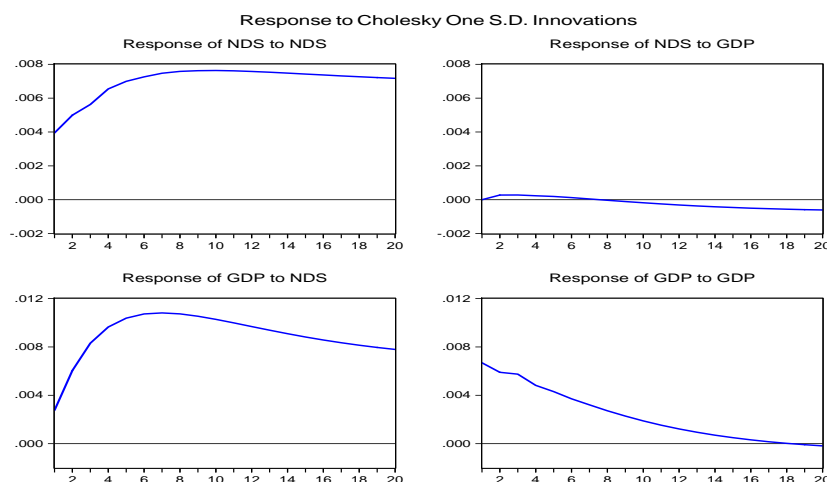 Response to Cholesky One S.D. Innovations
Response of NDS to NDS
.008
.006
.004
.002
.000
-.002
2 4 6 8 10 12 14 16 18 20
Response of NDS to GDP
.008
.006
.004
.002
.000
-.002
2 4 6 8 10 12 14 16 18 20
Response of GDP to NDS
.012
.008
.004
.000
2 4 6 8 10 12 14 16 18 20
Response of GDP to GDP
.012
.008
.004
.000
2 4 6 8 10 12 14 16 18 20